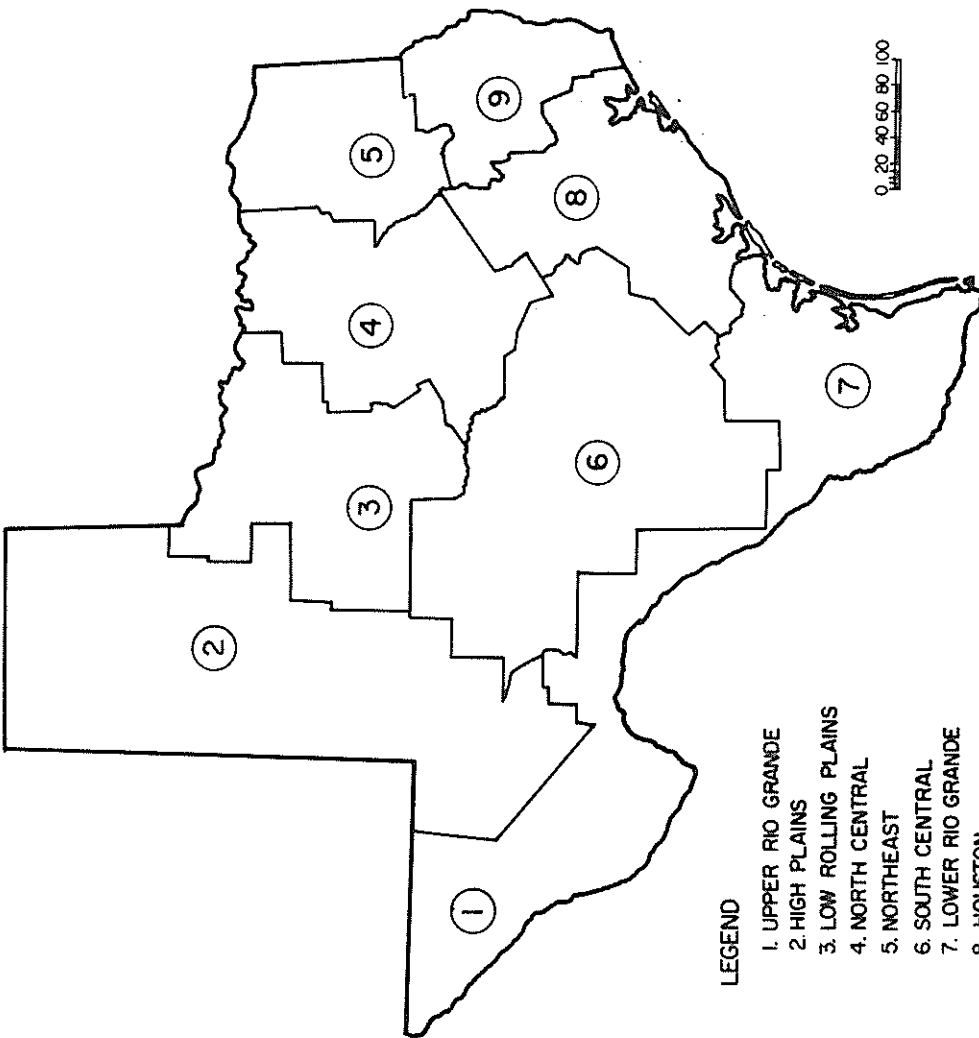 2
5
4
3
9
8
1
6
7
0 20 40 60 80 100
LEGEND
1. UPPER RIO GRANDE
2. HIGH PLAINS
3. LOW ROLLING PLAINS
4. NORTH CENTRAL
5. NORTHEAST
6. SOUTH CENTRAL
7. LOWER RIO GRANDE
8. HOUSTON